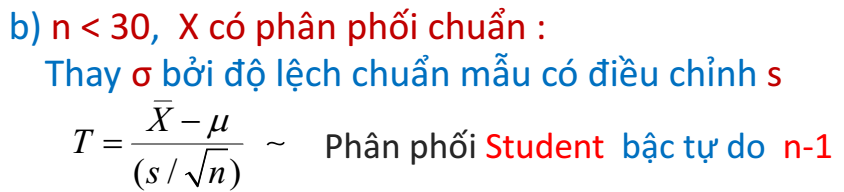 b) n < 30, X có phân phối chuẩn :
Thay σ bởi độ lệch chuẩn mẫu có điều chỉnh s
T = (X̄ − μ) / (s / √n) ~ Phân phối Student bậc tự do n-1